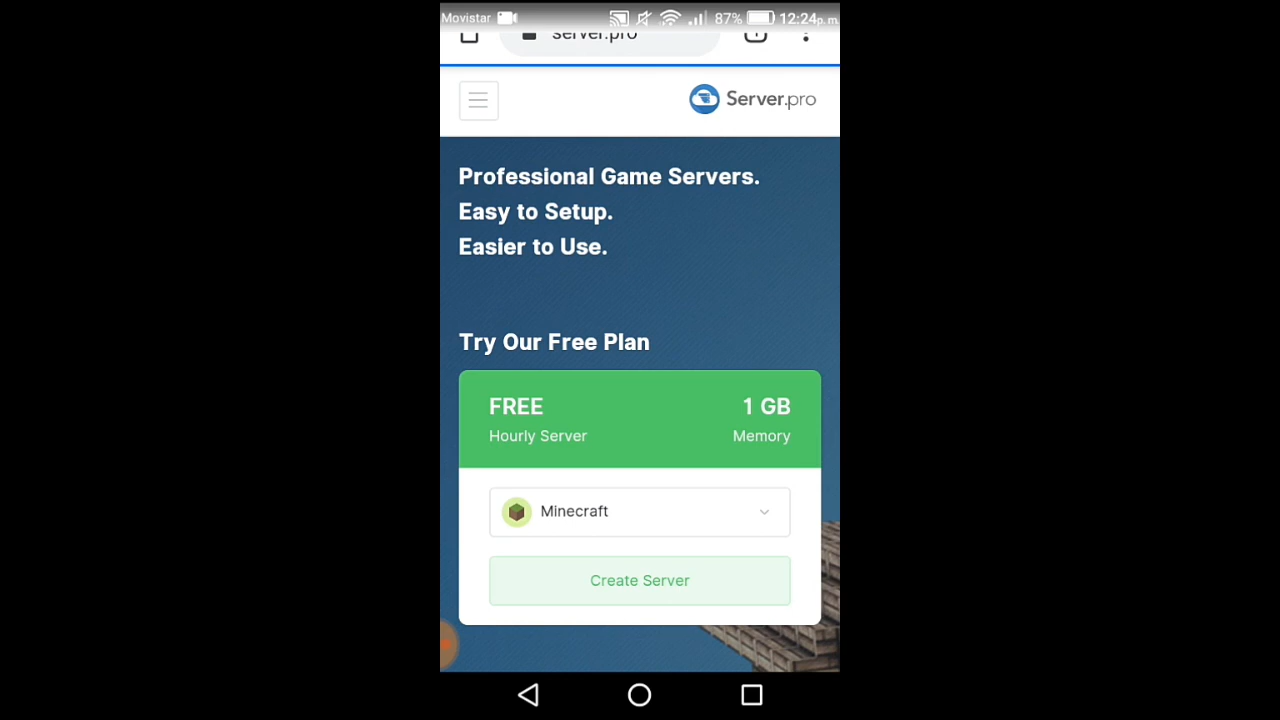 Movistar 87% 12:24p.m.
server.pro
Server.pro
Professional Game Servers.
Easy to Setup.
Easier to Use.
Try Our Free Plan
FREE 1 GB
Hourly Server Memory
Minecraft
Create Server